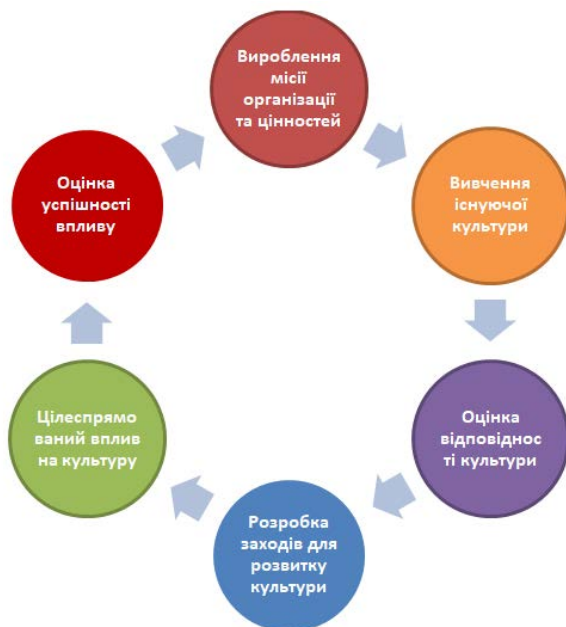 Вироблення
місії
організації
та цінностей
Вивчення
існуючої
культури
Оцінка
відповіднос
ті культури
Розробка
заходів для
розвитку
культури
Цілеспрямо
ваний вплив
на культуру
Оцінка
успішності
впливу